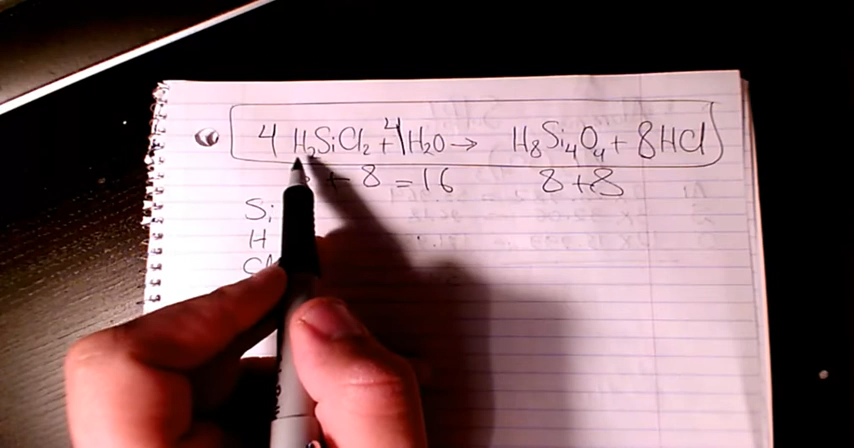 4 H₂SiCl₂ + 4H₂O → H₈Si₄O₄ + 8HCl
+ 8 = 16 8 + 8
Si
H